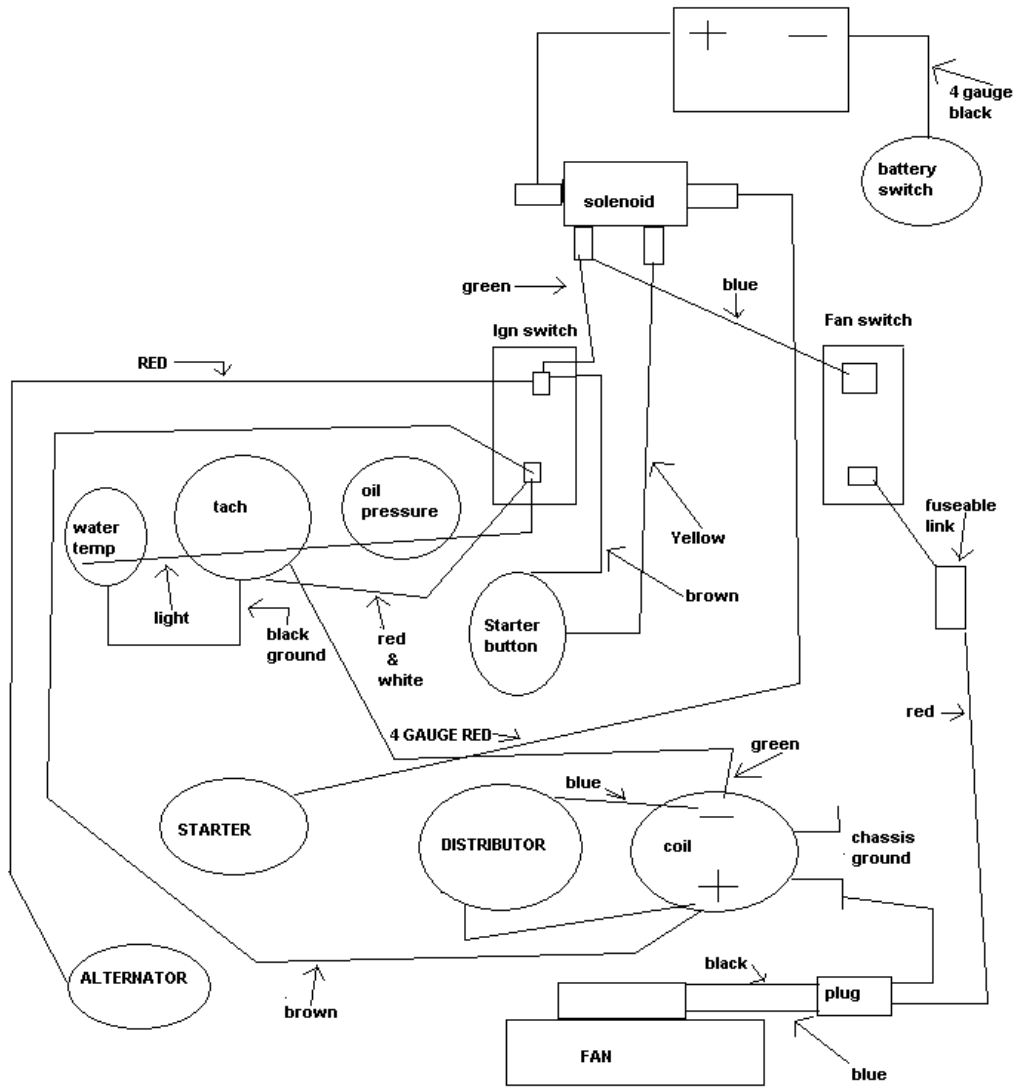 + —
4 gauge
black
battery
switch
solenoid
green
blue
Ign switch
Fan switch
RED
tach
oil
pressure
water
temp
fuseable
link
Yellow
light
black
ground
red
&
white
Starter
button
brown
red
4 GAUGE RED
green
blue
STARTER
DISTRIBUTOR
—
coil
+
chassis
ground
ALTERNATOR
black
plug
brown
FAN
blue